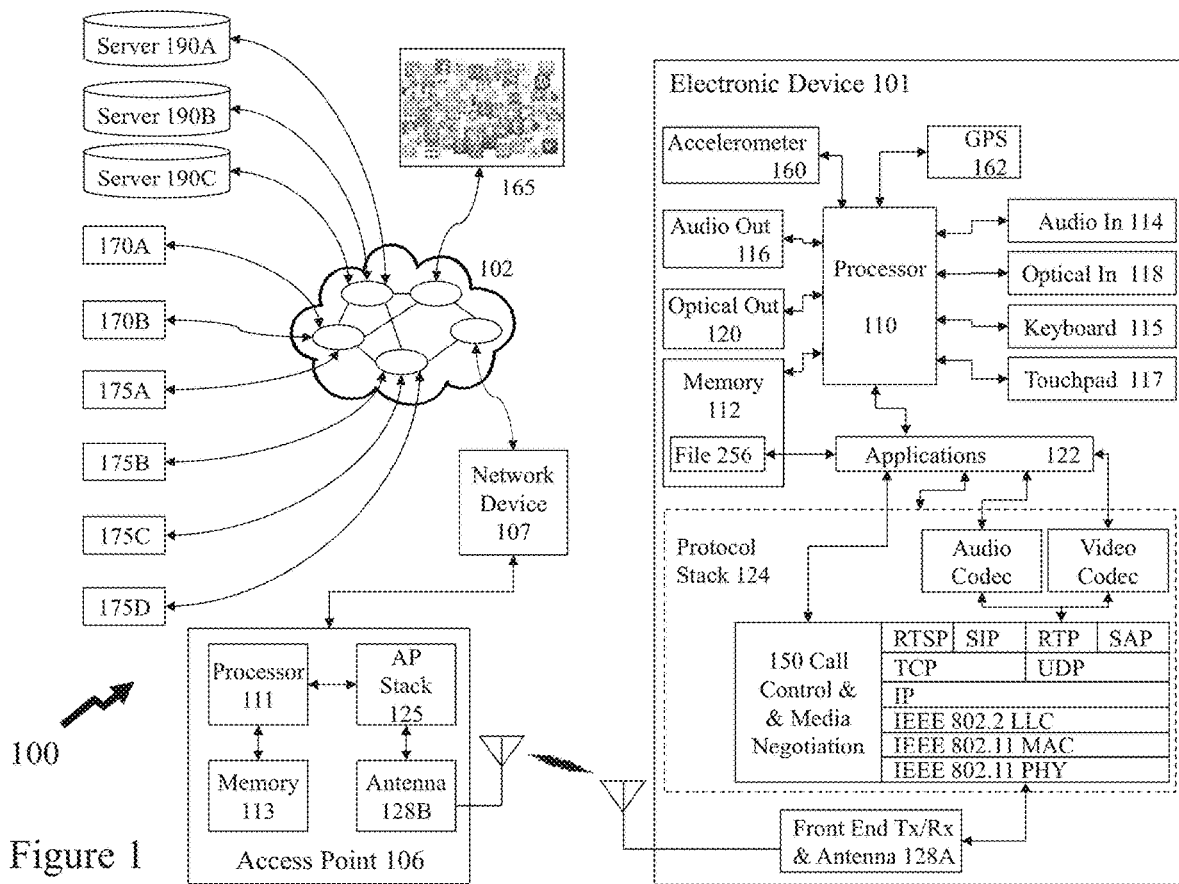 Server 190A
Server 190B
Server 190C
170A
170B
175A
175B
175C
175D
165
102
Network
Device
107
Processor
111
AP
Stack
125
Memory
113
Antenna
128B
Access Point 106
100
Figure 1
Electronic Device 101
Accelerometer
160
GPS
162
Audio Out
116
Processor
110
Audio In 114
Optical In 118
Optical Out
120
Keyboard 115
Touchpad 117
Memory
112
File 256
Applications 122
Protocol
Stack 124
Audio
Codec
Video
Codec
150 Call
Control &
& Media
Negotiation
RTSP SIP RTP SAP
TCP UDP
IP
IEEE 802.2 LLC
IEEE 802.11 MAC
IEEE 802.11 PHY
Front End Tx/Rx
& Antenna 128A